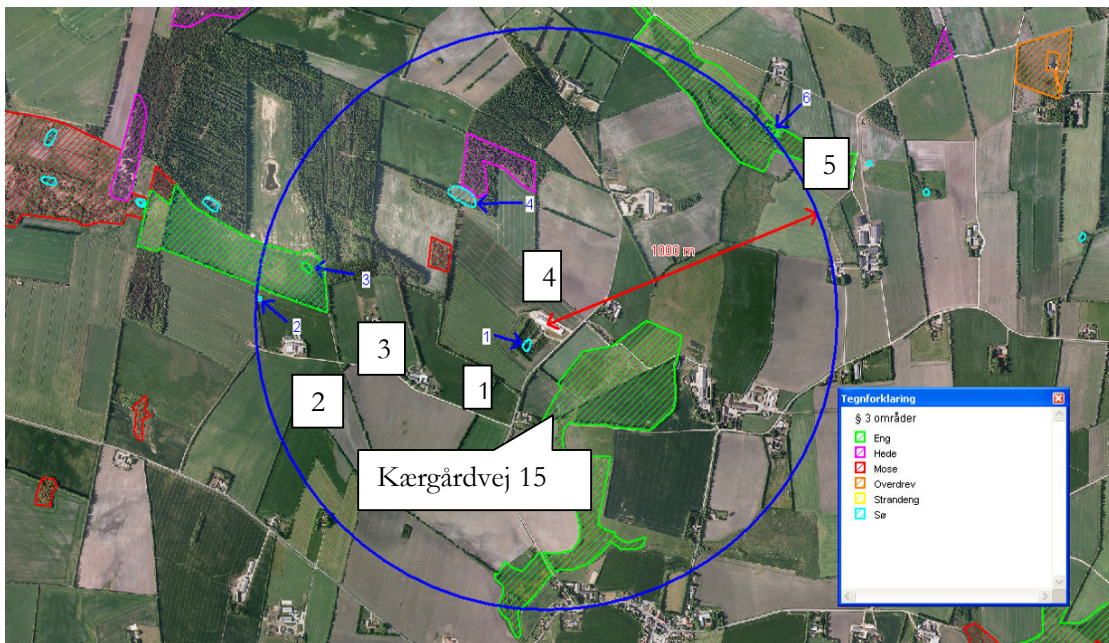 6
5
4
1000 m
4
3
2
1
3
1
2
Kærgårdvej 15
Tegnforklaring
§ 3 områder
Eng
Hede
Mose
Overdrev
Strandeng
Sø